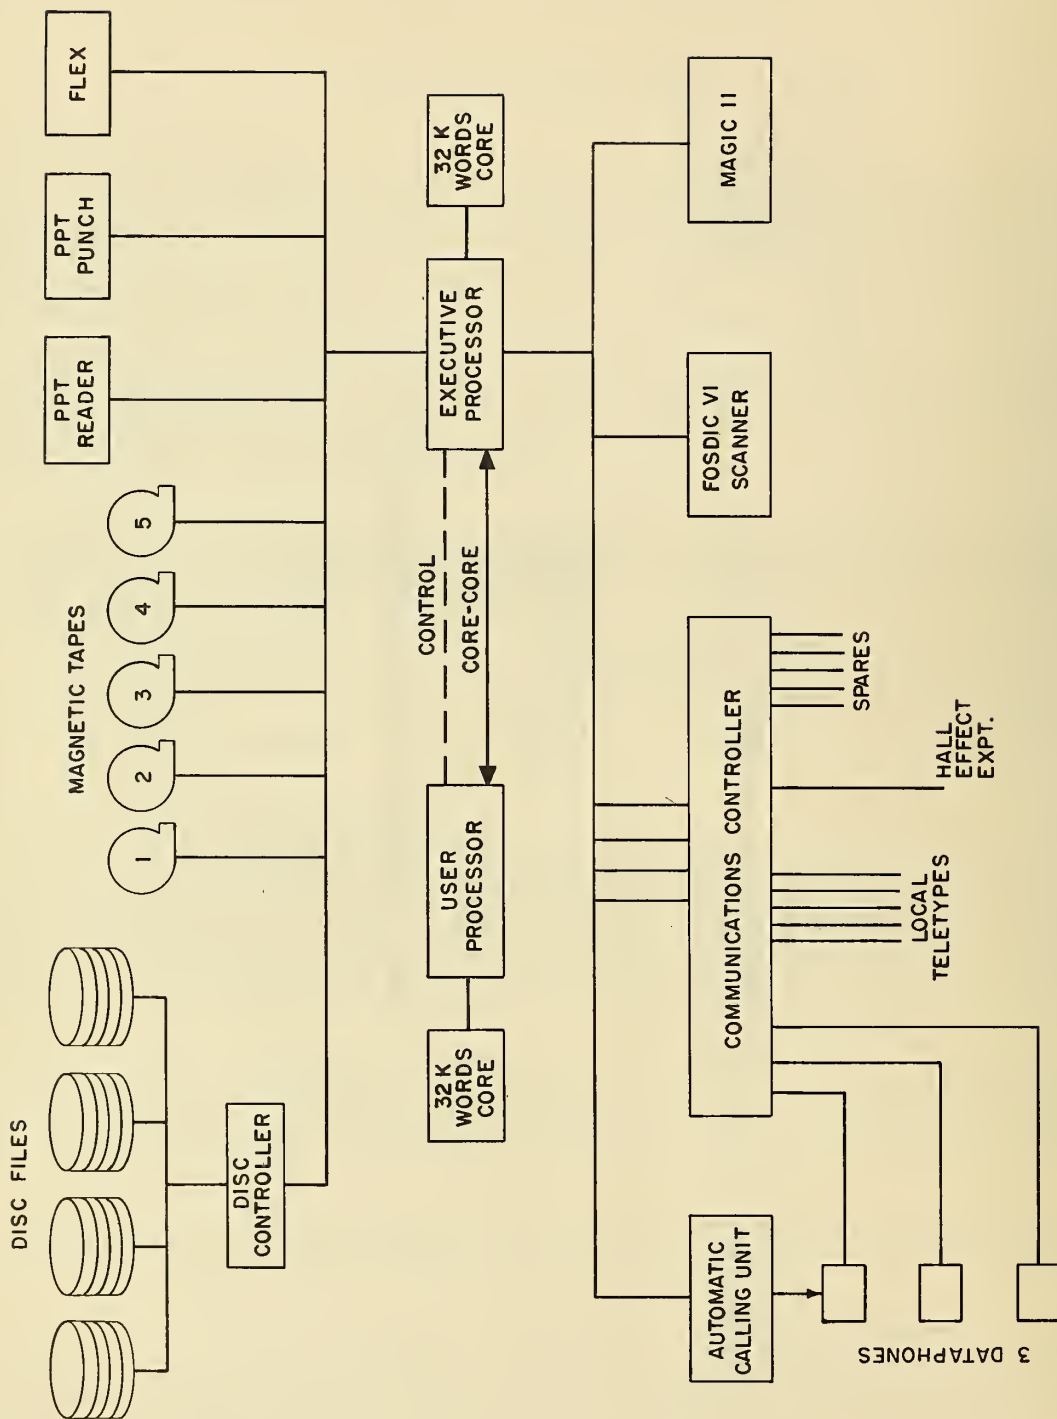 DISC FILES
MAGNETIC TAPES
1
2
3
4
5
PPT
READER
PPT
PUNCH
FLEX
DISC
CONTROLLER
32 K
WORDS
CORE
USER
PROCESSOR
CONTROL
CORE-CORE
EXECUTIVE
PROCESSOR
32 K
WORDS
CORE
AUTOMATIC
CALLING UNIT
COMMUNICATIONS CONTROLLER
FOSDIC VI
SCANNER
MAGIC II
3 DATAPHONES
LOCAL
TELETYPES
HALL
EFFECT
EXPT.
SPARES